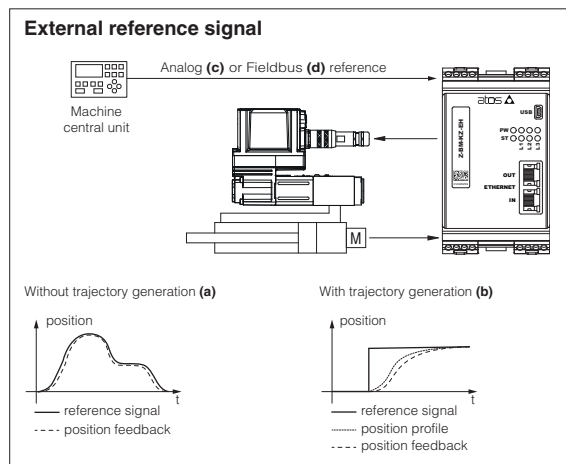 External reference signal
Analog (c) or Fieldbus (d) reference
Machine
central unit
atos
USB
Z-BM-KZ-EH
PW
ST
L1 L2 L3
OUT
ETHERNET
IN
M
Without trajectory generation (a)
position
t
reference signal
position feedback
With trajectory generation (b)
position
t
reference signal
position profile
position feedback